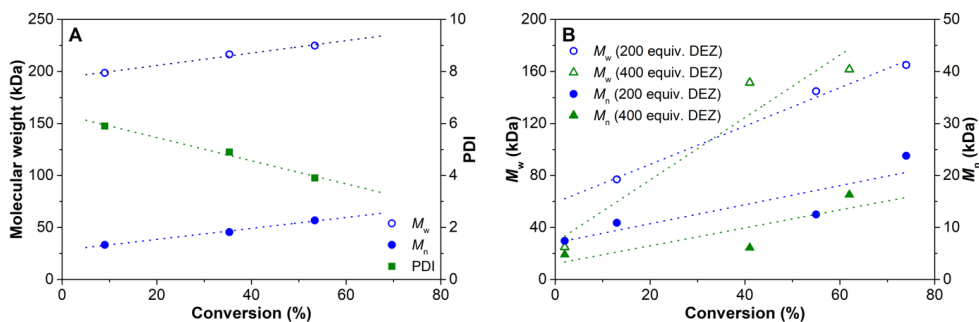 A
Molecular weight (kDa)
250
200
150
100
50
0
0 20 40 60 80
Conversion (%)
10
8
6
4
2
0
PDI
Mw
Mn
PDI
B
Mw (200 equiv. DEZ)
Mw (400 equiv. DEZ)
Mn (200 equiv. DEZ)
Mn (400 equiv. DEZ)
Mw (kDa)
200
160
120
80
40
0
0 20 40 60 80
Conversion (%)
50
40
30
20
10
0
Mn (kDa)